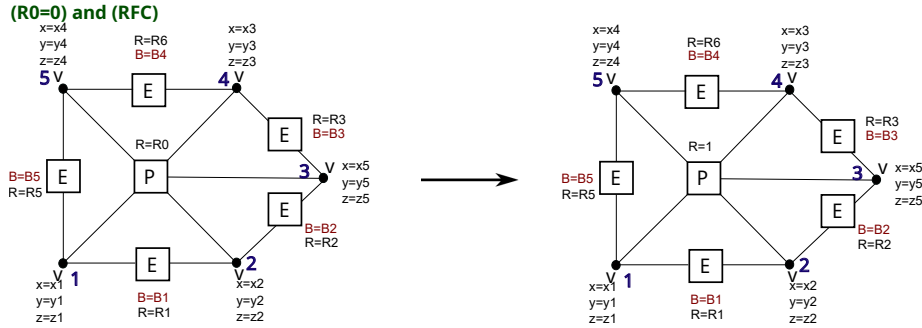 (R0=0) and (RFC)
x=x4
y=y4
z=z4
5 V
R=R6
B=B4
E
x=x3
y=y3
z=z3
4 V
E
R=R3
B=B3
R=R0
P
B=B5
R=R5
E
3 V
x=x5
y=y5
z=z5
E
B=B2
R=R2
V 1
x=x1
y=y1
z=z1
E
B=B1
R=R1
2
V
x=x2
y=y2
z=z2
x=x4
y=y4
z=z4
5 V
R=R6
B=B4
E
x=x3
y=y3
z=z3
4 V
E
R=R3
B=B3
R=1
P
B=B5
R=R5
E
3 V
x=x5
y=y5
z=z5
E
B=B2
R=R2
V 1
x=x1
y=y1
z=z1
E
B=B1
R=R1
2
V
x=x2
y=y2
z=z2